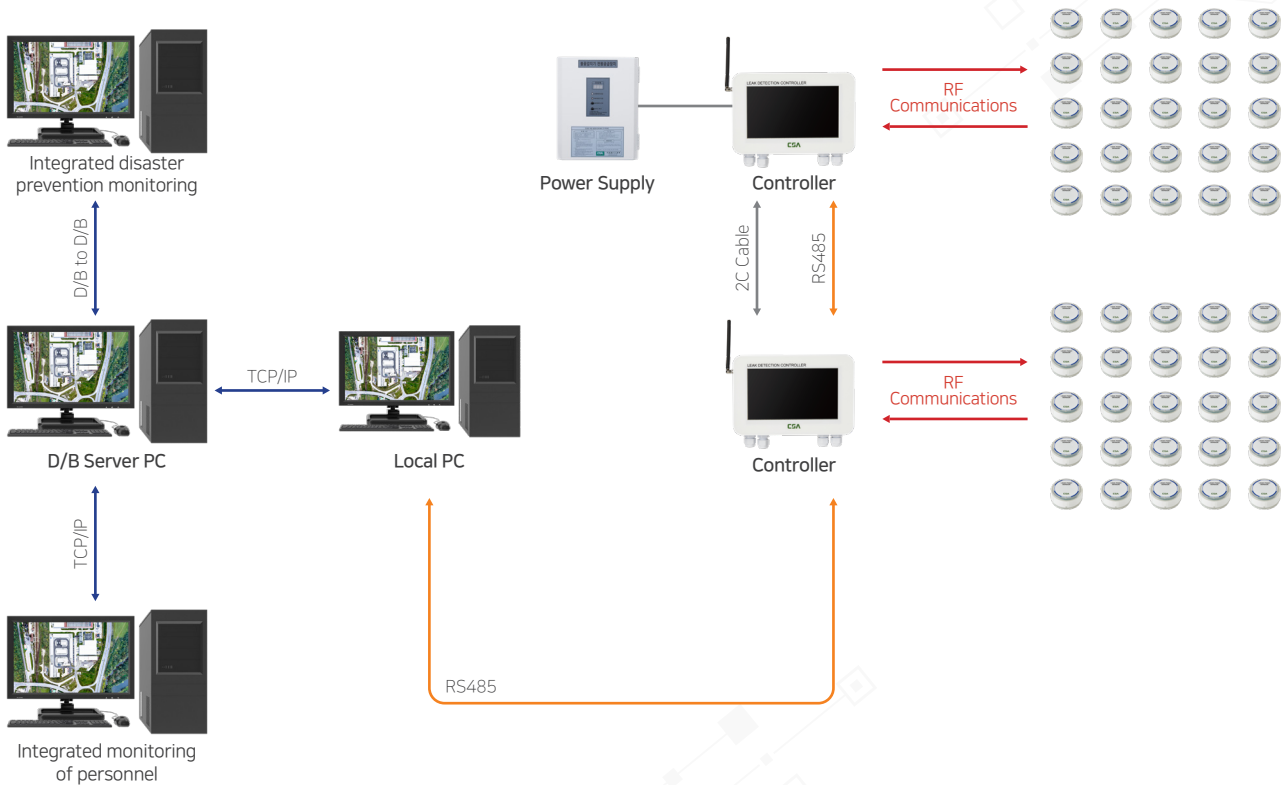 LEAK DETECTION CONTROLLER
CSA
RF
Communications
Integrated disaster
prevention monitoring
Power Supply
Controller
D/B to D/B
2C Cable
RS485
LEAK DETECTION CONTROLLER
CSA
TCP/IP
RF
Communications
D/B Server PC
Local PC
Controller
TCP/IP
RS485
Integrated monitoring
of personnel